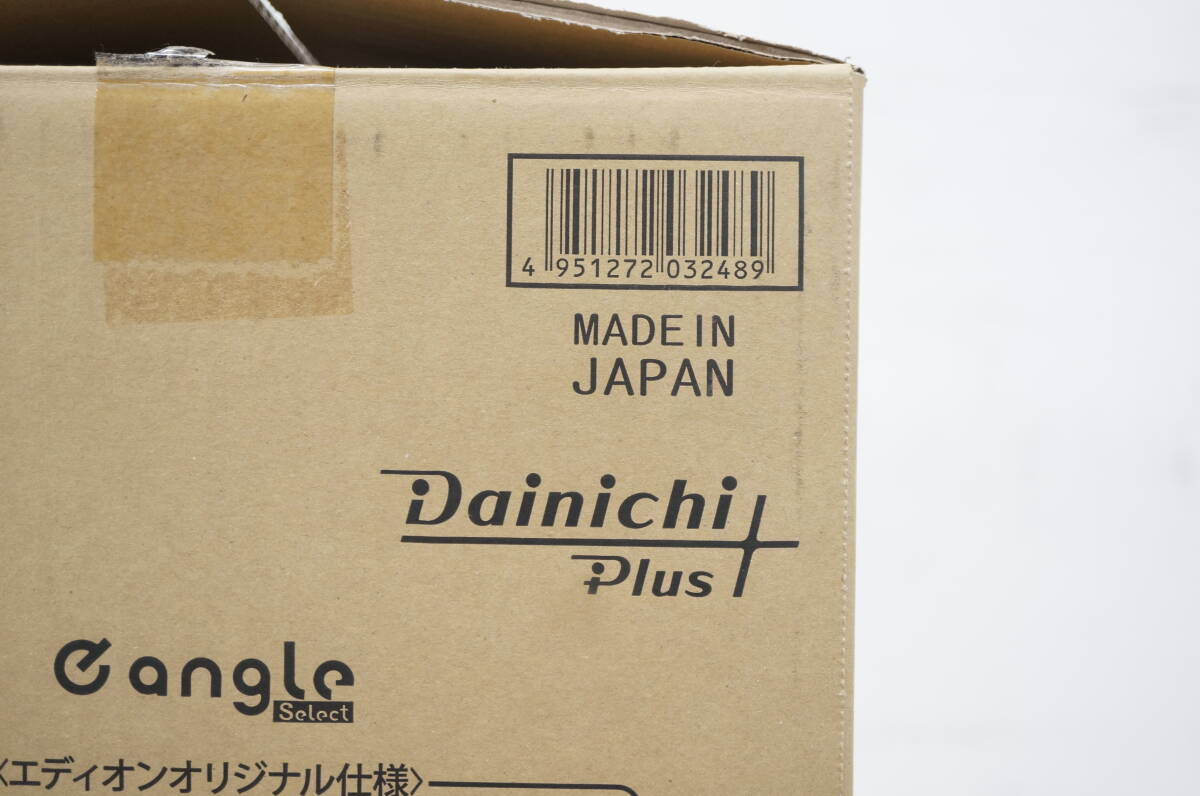 4 951272 032489
MADE IN
JAPAN
Dainichi
Plus
e angle
Select
〈エディオンオリジナル仕様〉